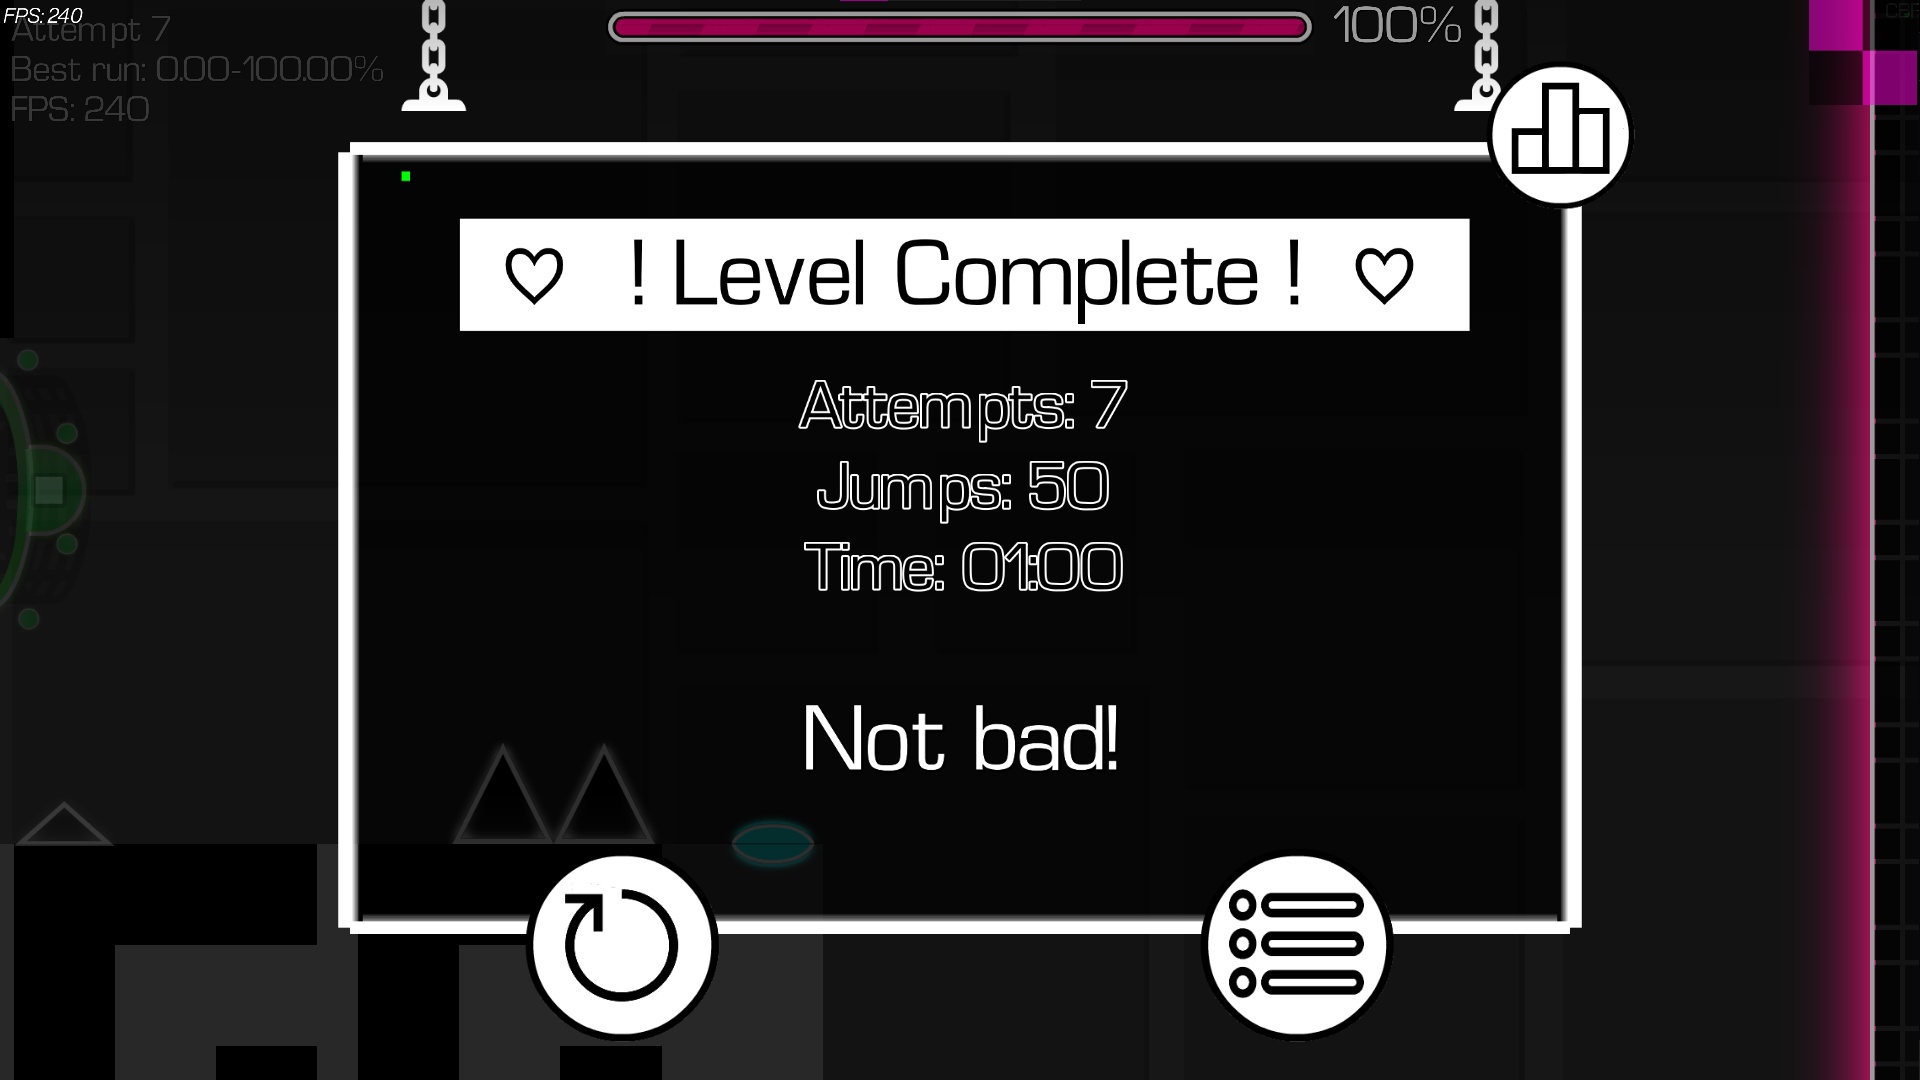 FPS: 240
Attempt 7
Best run: 0.00-100.00%
FPS: 240
100%
♡ ! Level Complete ! ♡
Attempts: 7
Jumps: 50
Time: 01:00
Not bad!